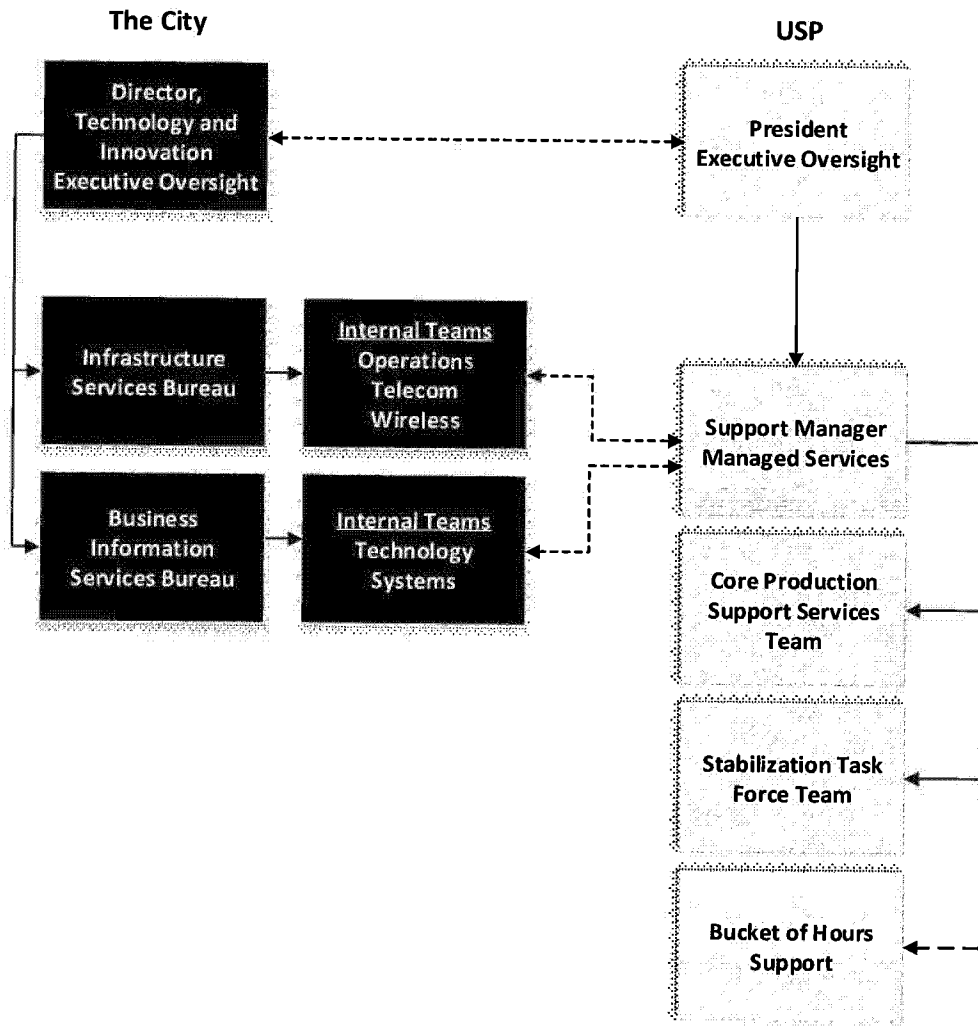 The City
USP
Director,
Technology and
Innovation
Executive Oversight
President
Executive Oversight
Infrastructure
Services Bureau
Internal Teams
Operations
Telecom
Wireless
Support Manager
Managed Services
Business
Information
Services Bureau
Internal Teams
Technology
Systems
Core Production
Support Services
Team
Stabilization Task
Force Team
Bucket of Hours
Support